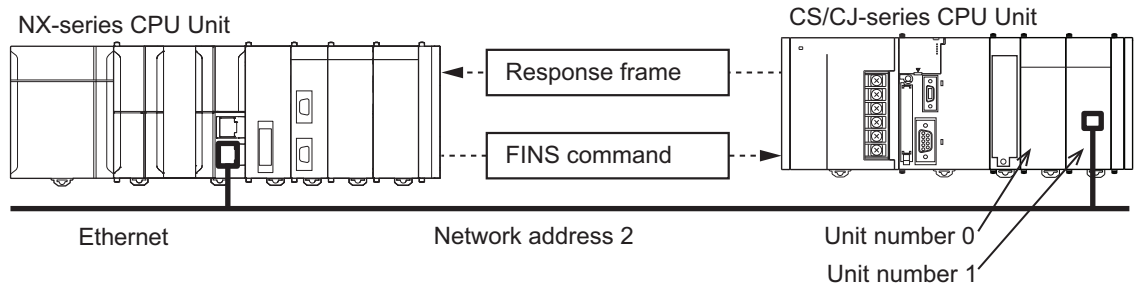 NX-series CPU Unit
CS/CJ-series CPU Unit
Response frame
FINS command
Ethernet
Network address 2
Unit number 0
Unit number 1